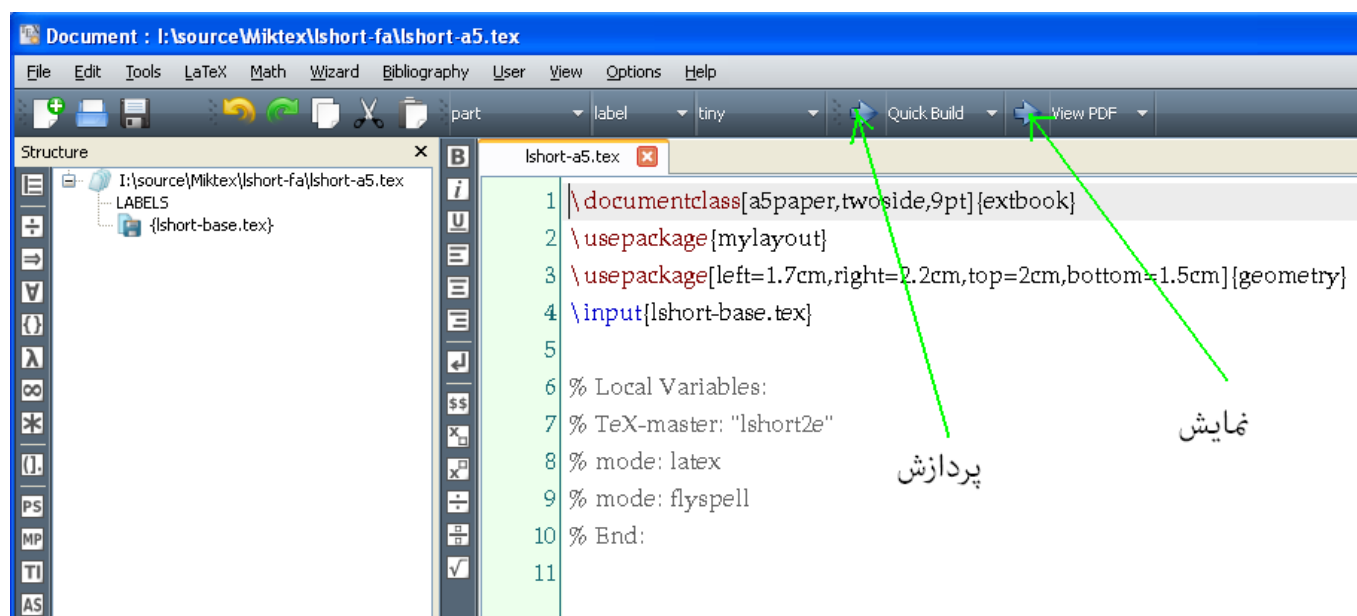 Document : I:\source\Miktex\lshort-fa\lshort-a5.tex
File Edit Tools LaTeX Math Wizard Bibliography User View Options Help
part label tiny Quick Build View PDF
Structure
I:\source\Miktex\lshort-fa\lshort-a5.tex
LABELS
{lshort-base.tex}
PS
MP
TI
AS
B
i
U
$$
lshort-a5.tex
1 \documentclass[a5paper,twoside,9pt]{extbook}
2 \usepackage{mylayout}
3 \usepackage[left=1.7cm,right=2.2cm,top=2cm,bottom=1.5cm]{geometry}
4 \input{lshort-base.tex}
5
6 % Local Variables:
7 % TeX-master: "lshort2e"
8 % mode: latex
9 % mode: flyspell
10 % End:
11
نمایش
پردازش